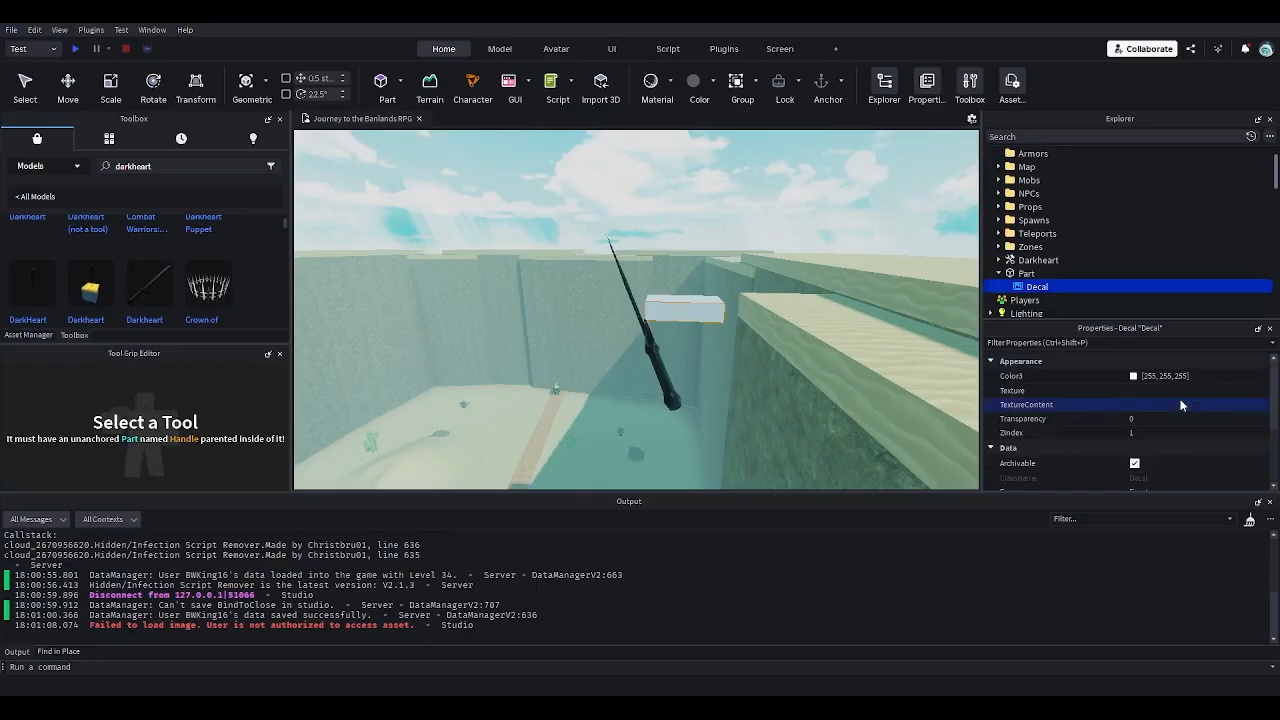 File Edit View Plugins Test Window Help
Test Home Model Avatar UI Script Plugins Screen Collaborate
0.5 st...
22.5°
Select Move Scale Rotate Transform Geometric Part Terrain Character GUI Script Import 3D Material Color Group Lock Anchor Explorer Properti... Toolbox Asset...
Toolbox
Models darkheart
< All Models
Darkheart Darkheart Combat Darkheart
(not a tool) Warriors:... Puppet
DarkHeart Darkheart Darkheart Crown of
Asset Manager Toolbox
Tool Grip Editor
Select a Tool
It must have an unanchored Part named Handle parented inside of it!
Journey to the Banlands RPG
Explorer
Search
Armors
Map
Mobs
NPCs
Props
Spawns
Teleports
Zones
Darkheart
Part
Decal
Players
Lighting
Properties - Decal "Decal"
Filter Properties (Ctrl+Shift+P)
Appearance
Color3 [255,255,255]
Texture
TextureContent
Transparency 0
ZIndex 1
Data
Archivable
ClassName Decal
Output
All Messages All Contexts Filter...
Callstack:
cloud_2670956620.Hidden/Infection Script Remover.Made by Christbru01, line 636
cloud_2670956620.Hidden/Infection Script Remover.Made by Christbru01, line 635
- Server
18:00:55.801 DataManager: User BWKing16's data loaded into the game with Level 34. - Server - DataManagerV2:663
18:00:56.413 Hidden/Infection Script Remover is the latest version: V2.1.3 - Server
18:00:59.896 Disconnect from 127.0.0.1|51066 - Studio
18:00:59.912 DataManager: Can't save BindToClose in studio. - Server - DataManagerV2:707
18:01:00.366 DataManager: User BWKing16's data saved successfully. - Server - DataManagerV2:636
18:01:08.074 Failed to load image. User is not authorized to access asset. - Studio
Output Find in Place
Run a command